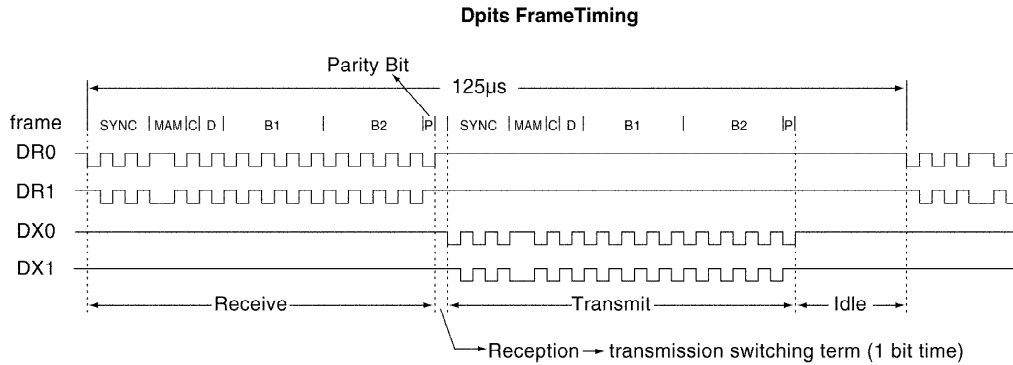 Dpits FrameTiming
Parity Bit
125µs
frame SYNC MAM C D B1 B2 P SYNC MAM C D B1 B2 P
DR0
DR1
DX0
DX1
Receive Transmit Idle
Reception → transmission switching term (1 bit time)